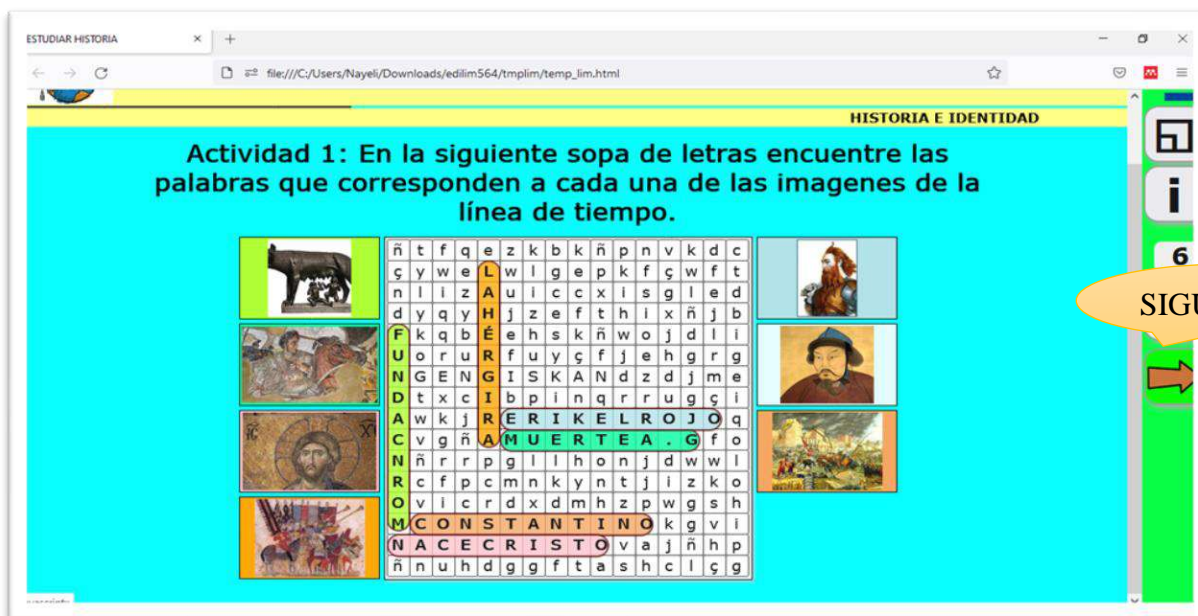 ESTUDIAR HISTORIA
file:///C:/Users/Nayeli/Downloads/edilim564/tmplim/temp_lim.html
HISTORIA E IDENTIDAD
Actividad 1: En la siguiente sopa de letras encuentre las
palabras que corresponden a cada una de las imagenes de la
línea de tiempo.
ñ t f q e z k b k ñ p n v k d c
ç y w e L w l g e p k f ç w f t
n l i z A u i c c x i s g l e d
d y q y H j z e f t h i x ñ j b
F k q b É e h s k ñ w o j d l i
U o r u R f u y ç f j e h g r g
N G E N G I S K A N d z d j m e
D t x c I b p i n q r r u g ç i
A w k j R E R I K E L R O J O q
C v g ñ A M U E R T E A . G f o
N ñ r r p g l l h o n j d w w l
R c f p c m n k y n t j i z k o
O v i c r d x d m h z p w g s h
M C O N S T A N T I N O k g v i
N A C E C R I S T O v a j ñ h p
ñ n u h d g g f t a s h c l ç g
i
6
SIGU